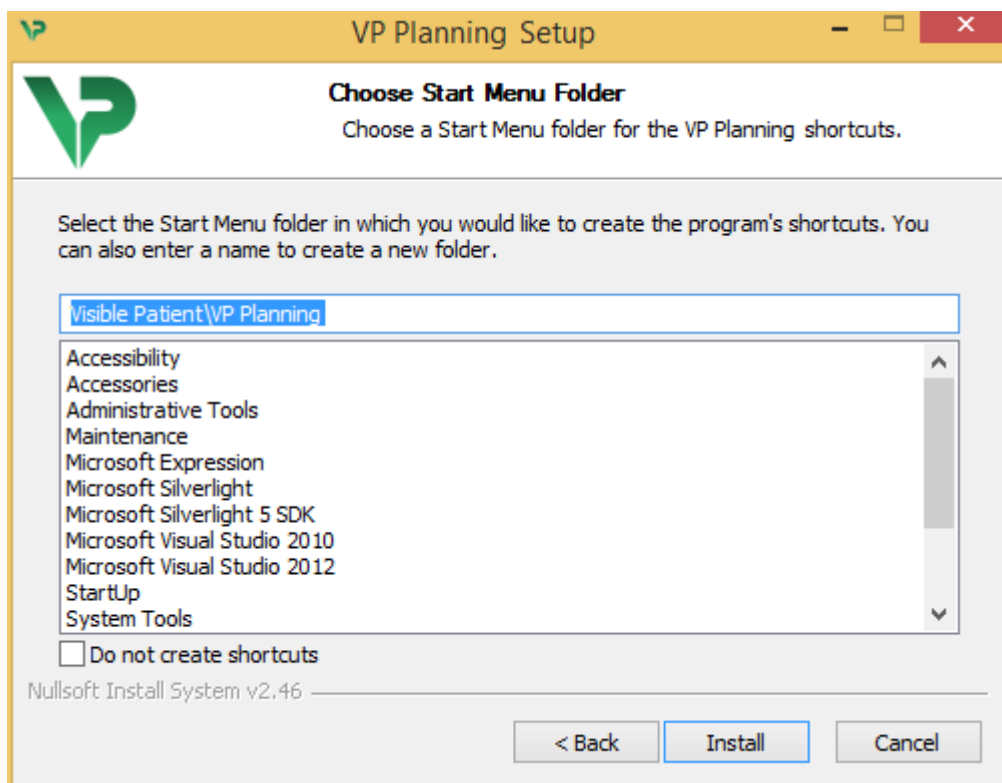 VP Planning Setup
VP
Choose Start Menu Folder
Choose a Start Menu folder for the VP Planning shortcuts.
Select the Start Menu folder in which you would like to create the program's shortcuts. You
can also enter a name to create a new folder.
Visible Patient\VP Planning
Accessibility
Accessories
Administrative Tools
Maintenance
Microsoft Expression
Microsoft Silverlight
Microsoft Silverlight 5 SDK
Microsoft Visual Studio 2010
Microsoft Visual Studio 2012
StartUp
System Tools
Do not create shortcuts
Nullsoft Install System v2.46
< Back Install Cancel